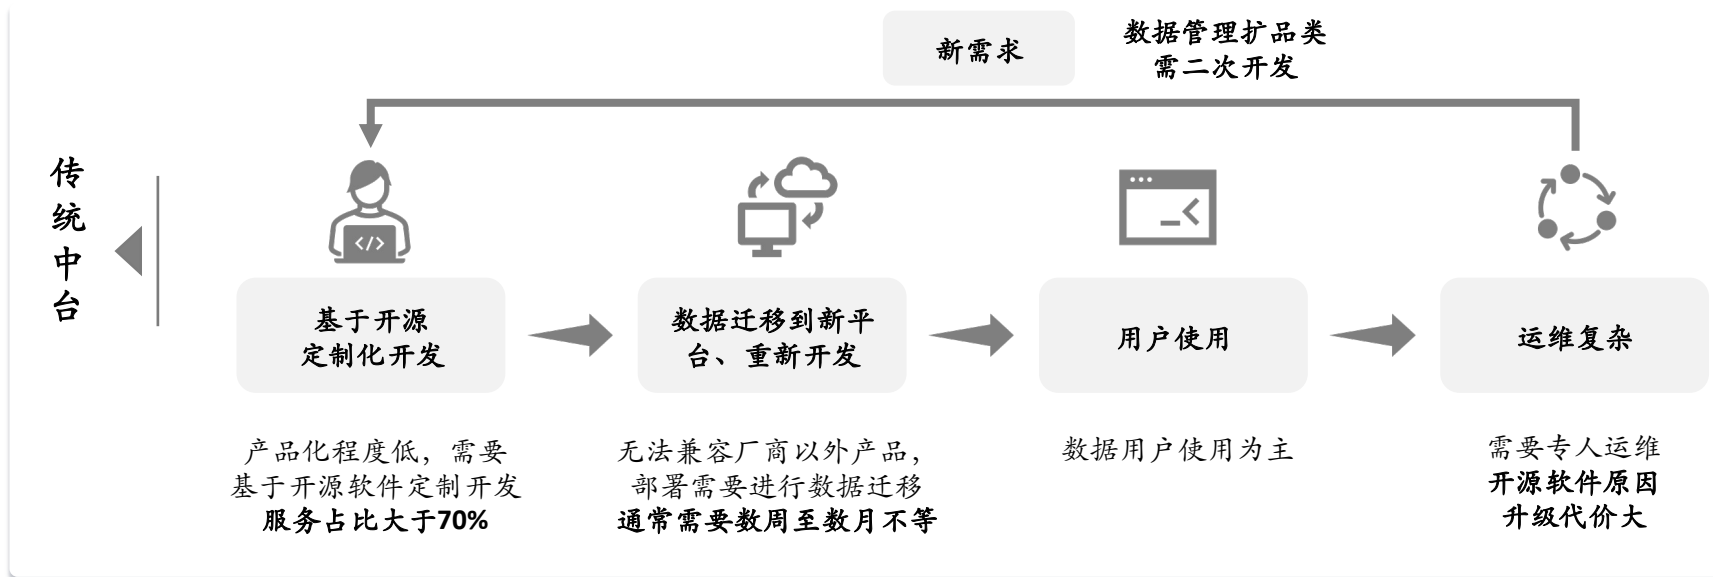 传统中台
新需求
数据管理扩品类
需二次开发
</>
基于开源
定制化开发
产品化程度低，需要
基于开源软件定制开发
服务占比大于70%
数据迁移到新平
台、重新开发
无法兼容厂商以外产品，
部署需要进行数据迁移
通常需要数周至数月不等
用户使用
数据用户使用为主
运维复杂
需要专人运维
开源软件原因
升级代价大